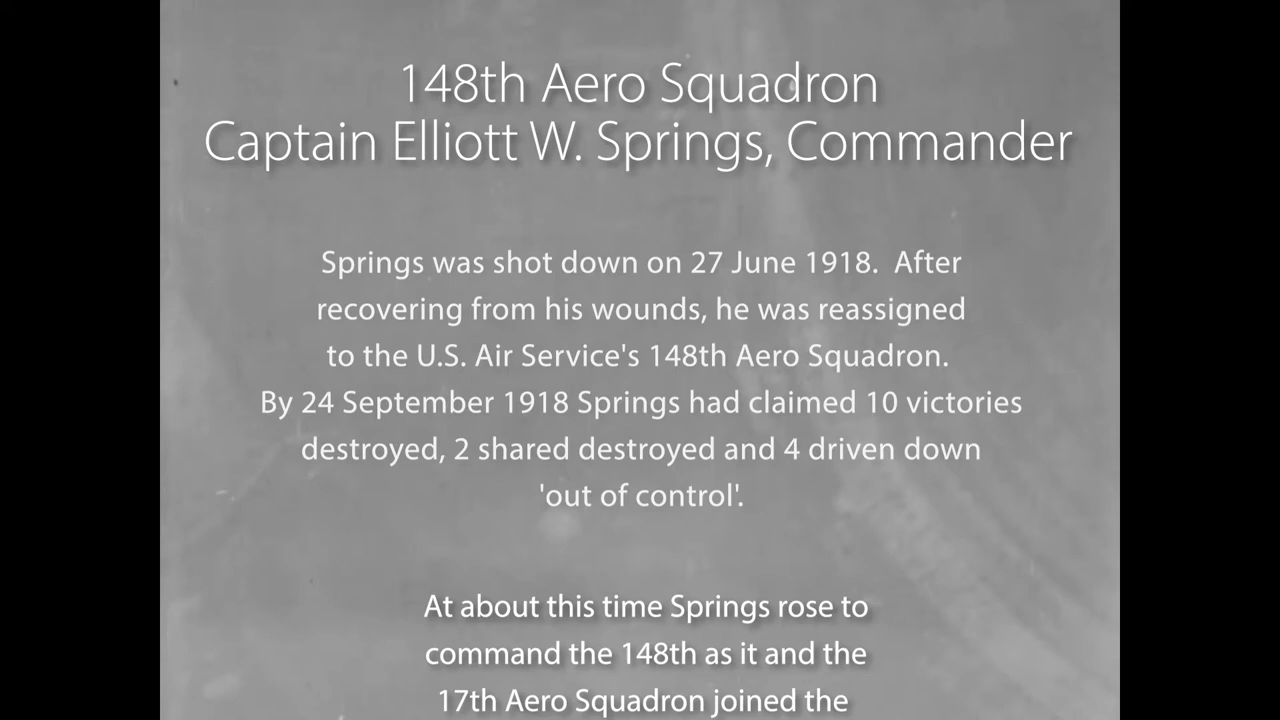 148th Aero Squadron
Captain Elliott W. Springs, Commander
Springs was shot down on 27 June 1918.  After
recovering from his wounds, he was reassigned
to the U.S. Air Service's 148th Aero Squadron.
By 24 September 1918 Springs had claimed 10 victories
destroyed, 2 shared destroyed and 4 driven down
'out of control'.
At about this time Springs rose to
command the 148th as it and the
17th Aero Squadron joined the